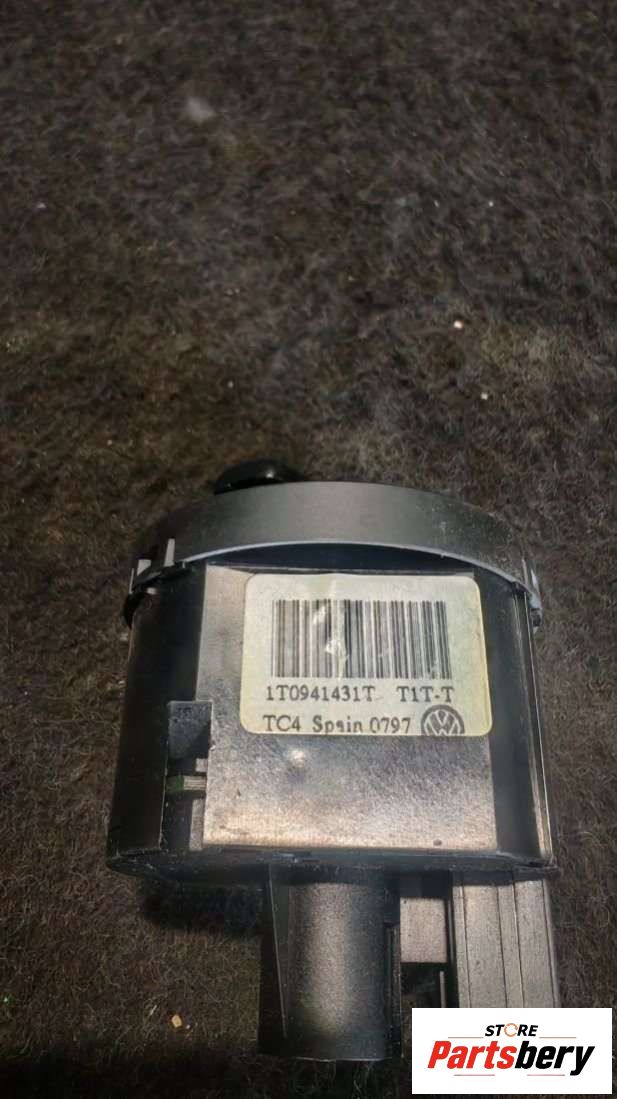 1T0941431T T1T-T
TC4 Spain 0797
STORE
Partsbery